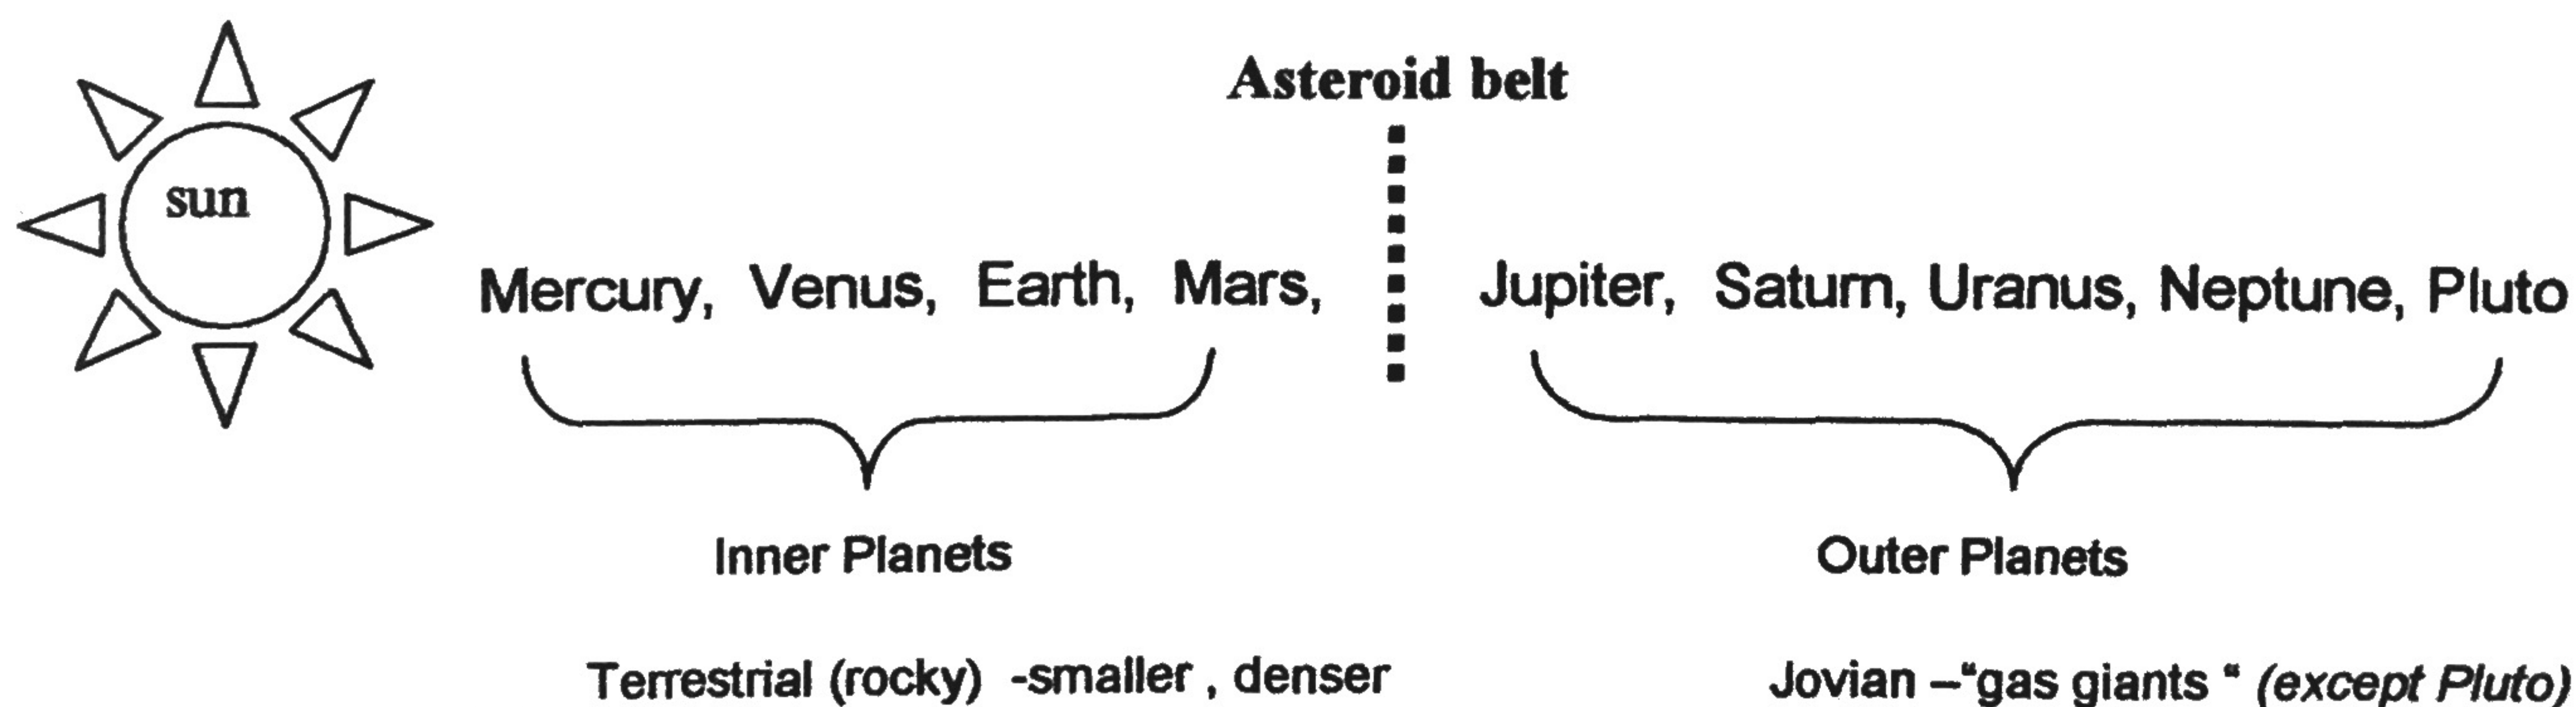 Asteroid belt
sun
Mercury, Venus, Earth, Mars, Jupiter, Saturn, Uranus, Neptune, Pluto
Inner Planets Outer Planets
Terrestrial (rocky) -smaller , denser Jovian –“gas giants “ (except Pluto)